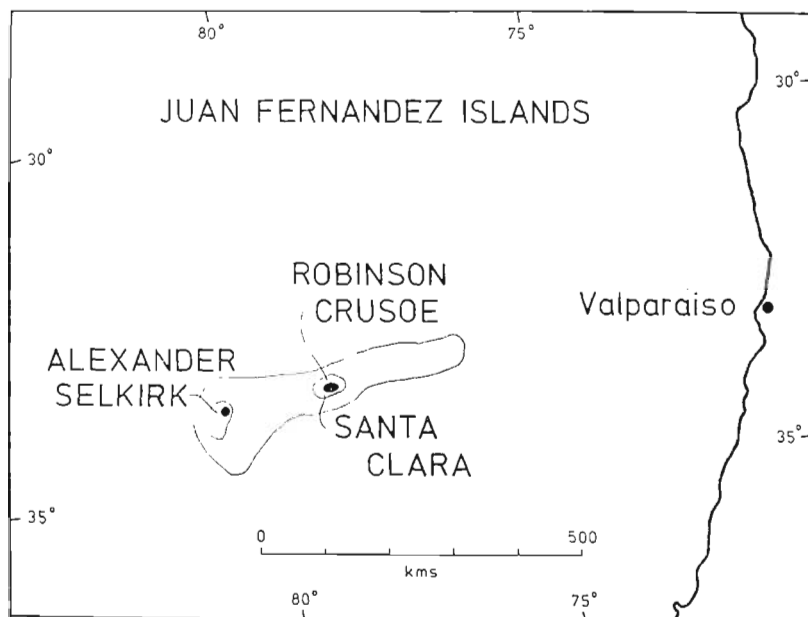 80° 75°
30°
JUAN FERNANDEZ ISLANDS
30°
ROBINSON
CRUSOE
Valparaiso
ALEXANDER
SELKIRK
SANTA
CLARA
35°
35°
0 500
kms
80° 75°